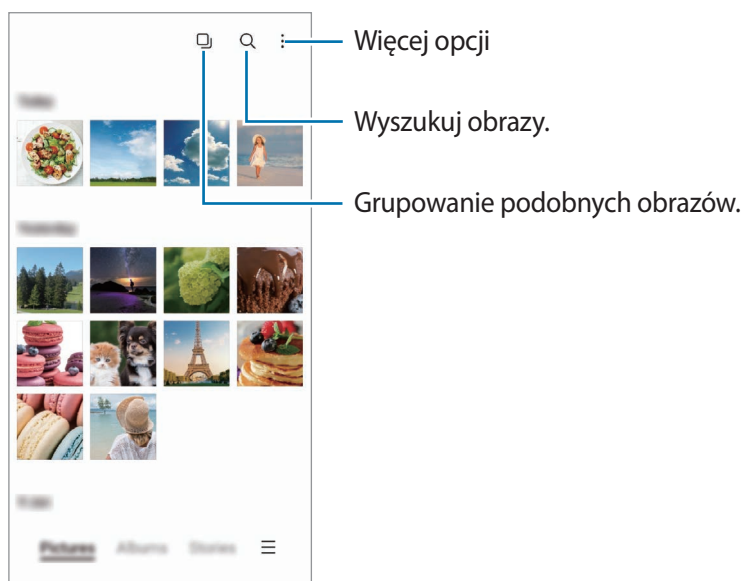 Więcej opcji
Wyszukuj obrazy.
Grupowanie podobnych obrazów.
Pictures
Albums
Stories